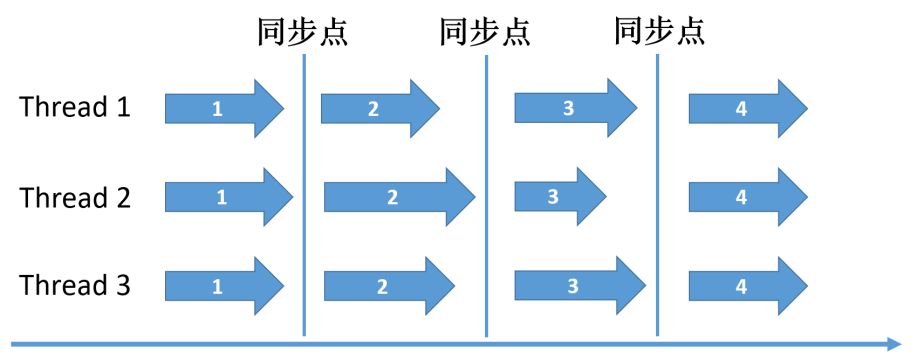 同步点 同步点 同步点
Thread 1 1 2 3 4
Thread 2 1 2 3 4
Thread 3 1 2 3 4